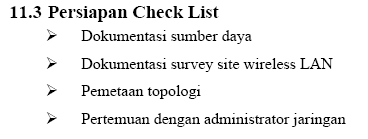 11.3 Persiapan Check List
➢ Dokumentasi sumber daya
➢ Dokumentasi survey site wireless LAN
➢ Pemetaan topologi
➢ Pertemuan dengan administrator jaringan